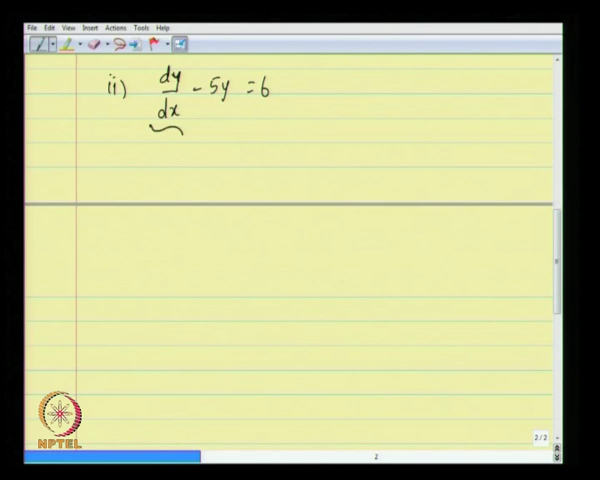 File Edit View Insert Actions Tools Help
ii) dy/dx - 5y = 6
NPTEL
2/2
2